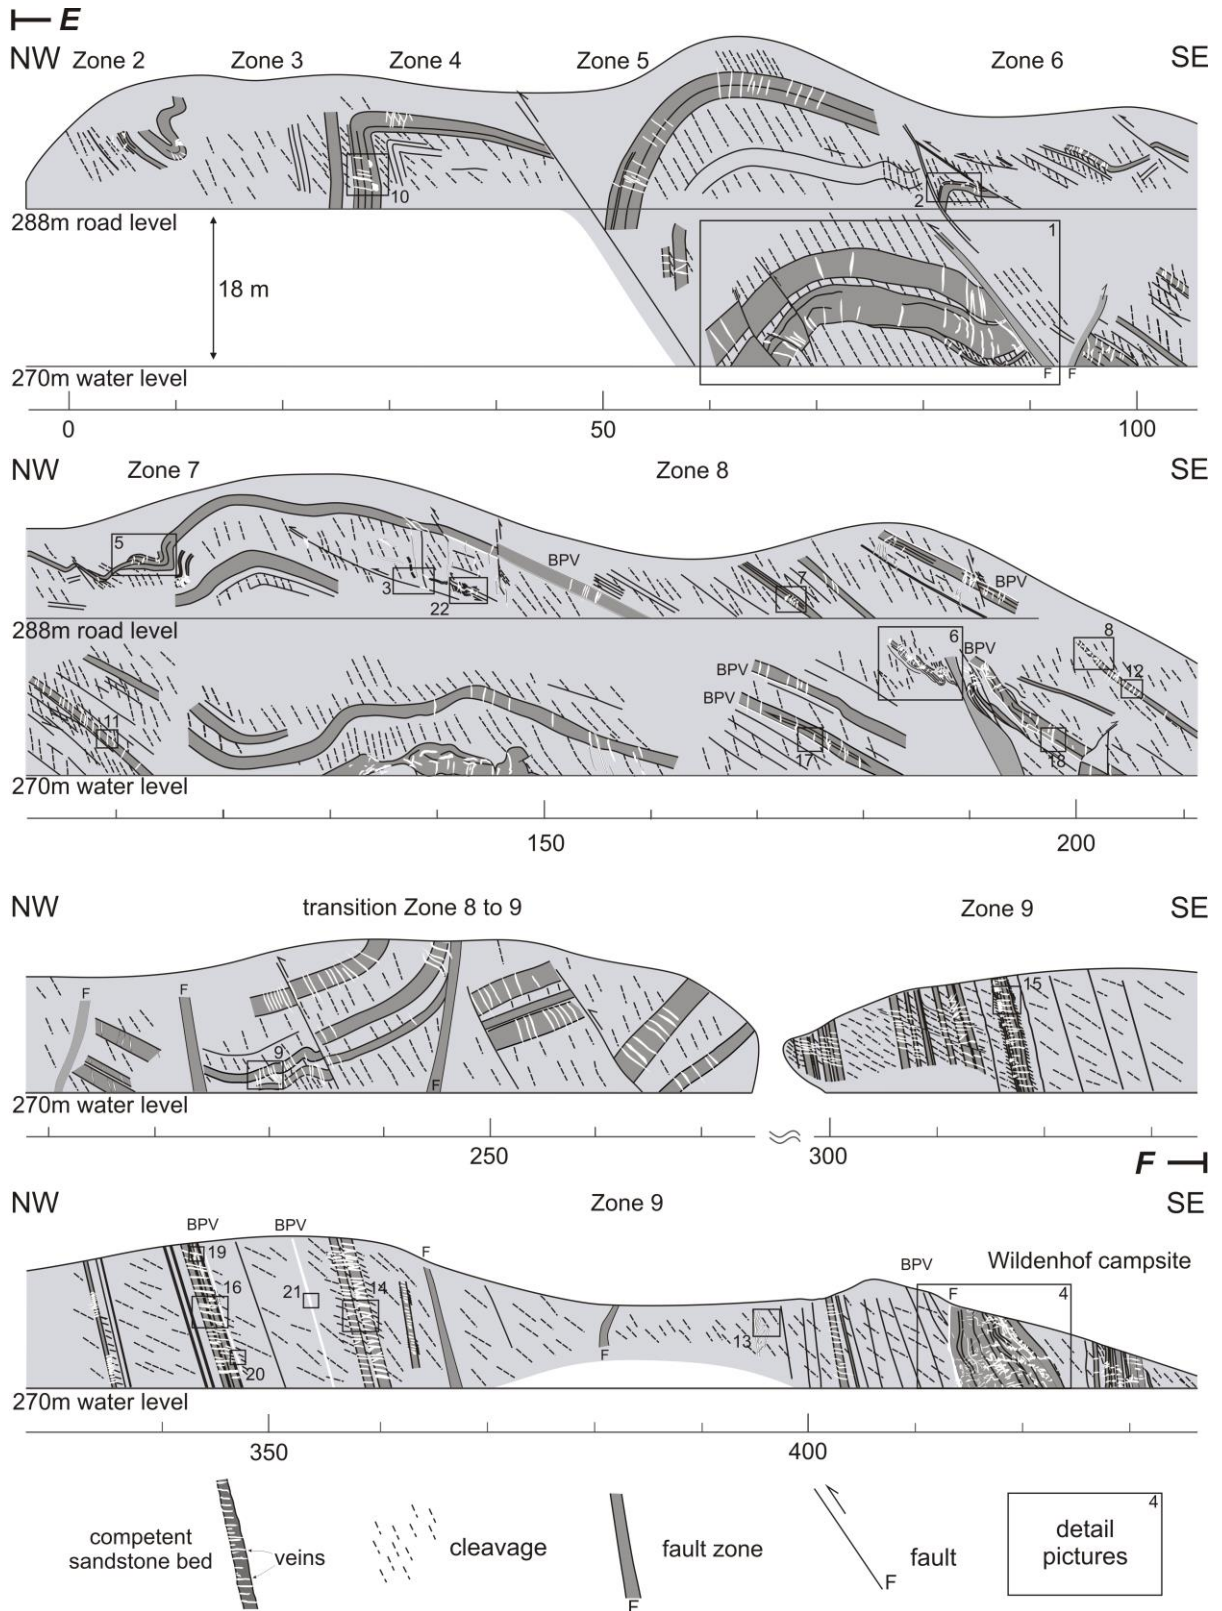 E
NW Zone 2 Zone 3 Zone 4 Zone 5 Zone 6 SE
10
2
288m road level
1
18 m
270m water level
F F
0 50 100
NW Zone 7 Zone 8 SE
5
BPV
7
BPV
3
22
288m road level
6
BPV
8
BPV
12
BPV
11
17
18
270m water level
150 200
NW transition Zone 8 to 9 Zone 9 SE
F
F
15
9
F
270m water level
250 300
F
NW Zone 9 SE
BPV BPV
F
BPV
Wildenhof campsite
19
F
4
16
21
14
13
F
20
270m water level
350 400
competent
sandstone bed
veins
cleavage
fault zone
F
fault
F
4
detail
pictures